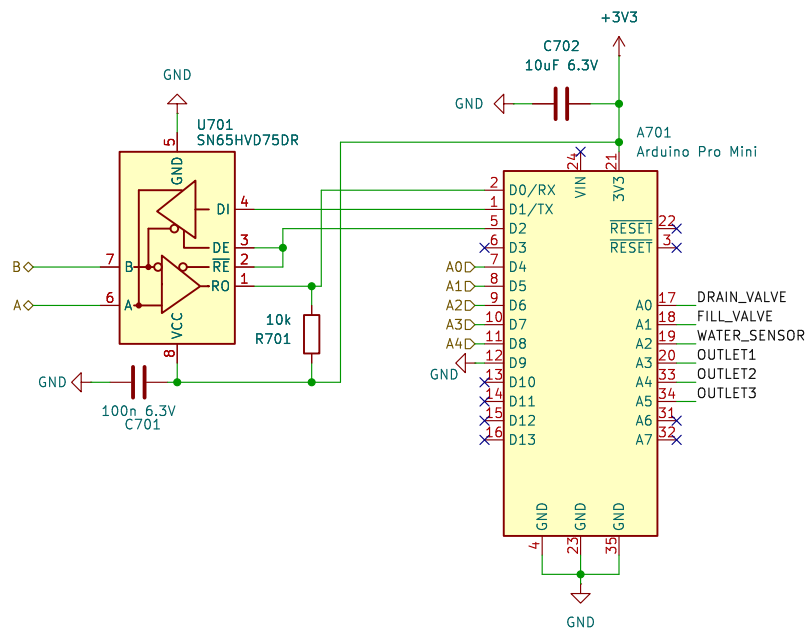 +3V3
C702
10uF 6.3V
GND
GND
A701
Arduino Pro Mini
U701
SN65HVD75DR
5
GND
DI
4
DE
3
RE
2
RO
1
B
7
B
A
6
A
VCC
8
GND
100n 6.3V
C701
10k
R701
24
VIN
21
3V3
2
D0/RX
1
D1/TX
5
D2
6
D3
A0
7
D4
A1
8
D5
A2
9
D6
A3
10
D7
A4
11
D8
GND
12
D9
13
D10
14
D11
15
D12
16
D13
RESET
22
RESET
3
A0
17
DRAIN_VALVE
A1
18
FILL_VALVE
A2
19
WATER_SENSOR
A3
20
OUTLET1
A4
33
OUTLET2
A5
34
OUTLET3
A6
31
A7
32
GND
GND
GND
4
23
35
GND